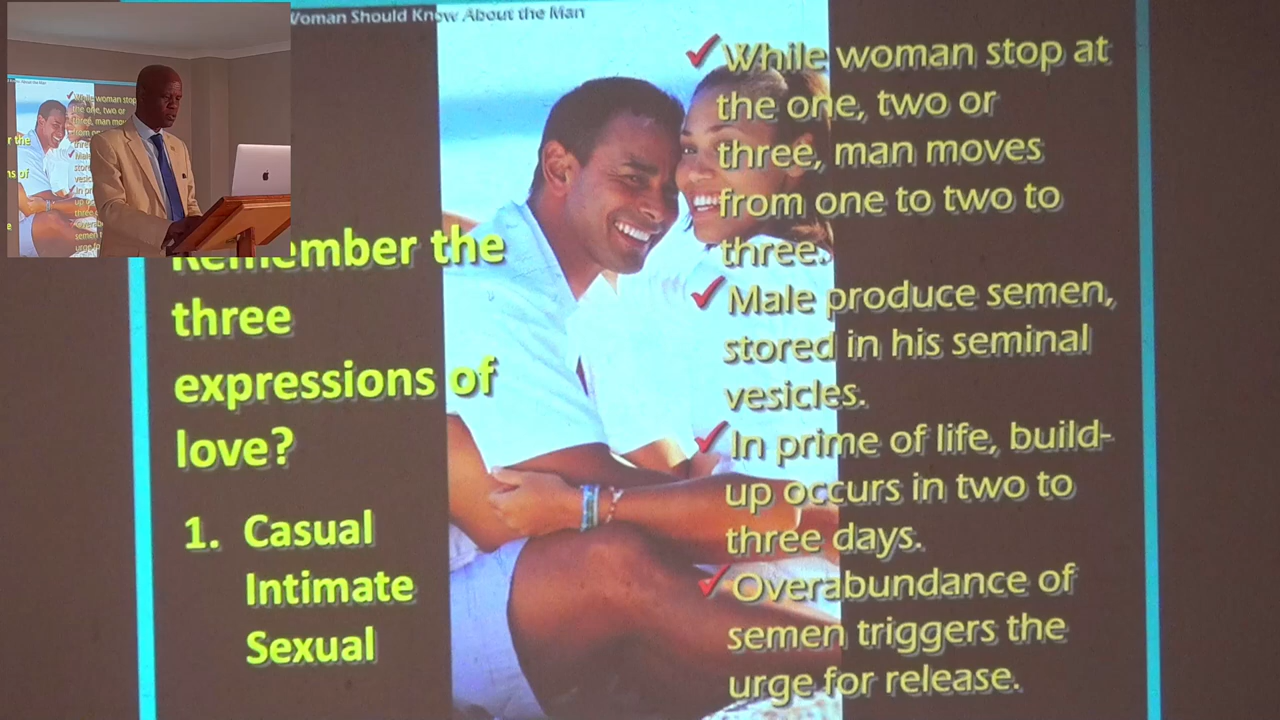 Woman Should Know About the Man
Remember the
three
expressions of
love?
1. Casual
Intimate
Sexual
✓While woman stop at
the one, two or
three, man moves
from one to two to
three.
✓Male produce semen,
stored in his seminal
vesicles.
✓In prime of life, build-
up occurs in two to
three days.
✓Overabundance of
semen triggers the
urge for release.